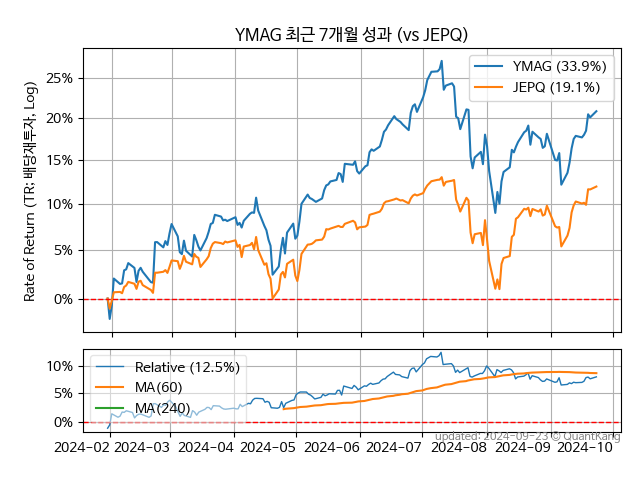 YMAG 최근 7개월 성과 (vs JEPQ)
Rate of Return (TR: 배당재투자, Log)
25%
20%
15%
10%
5%
0%
YMAG (33.9%)
JEPQ (19.1%)
10%
5%
0%
Relative (12.5%)
MA(60)
MA(240)
2024-02 2024-03 2024-04 2024-05 2024-06 2024-07 2024-08 2024-09 2024-10
updated: 2024-09-23 © QuantKang